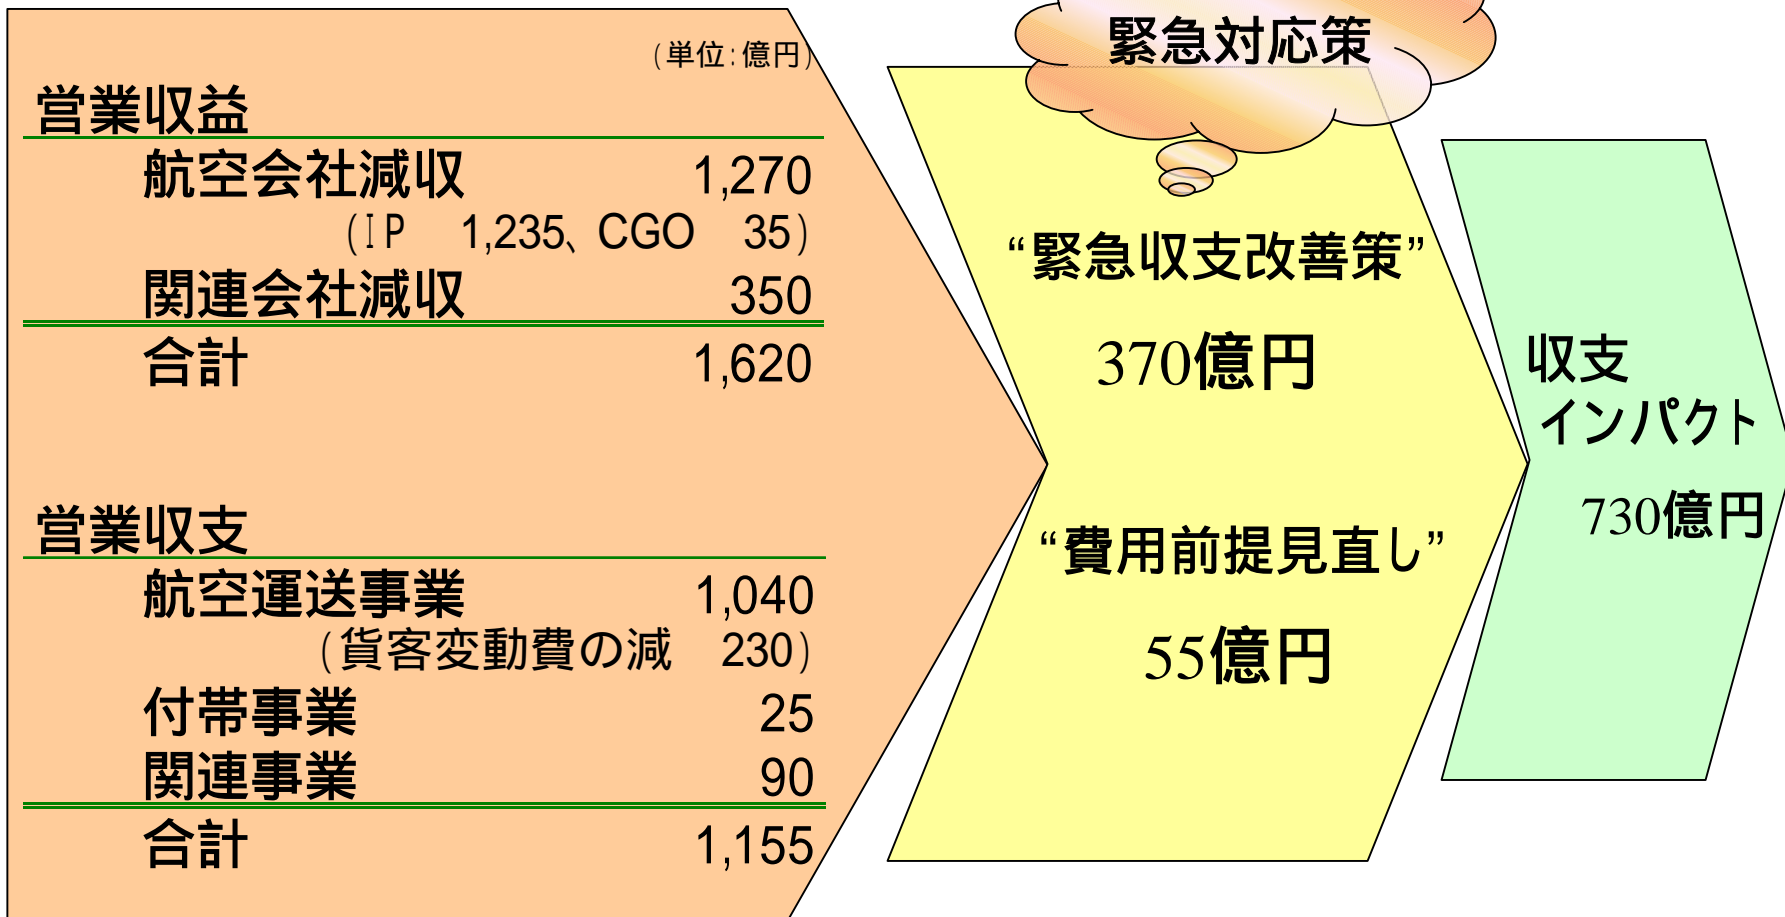 (単位:億円)
営業収益
航空会社減収 1,270
(IP 1,235、CGO 35)
関連会社減収 350
合計 1,620
営業収支
航空運送事業 1,040
(貨客変動費の減 230)
付帯事業 25
関連事業 90
合計 1,155
緊急対応策
“緊急収支改善策”
370億円
“費用前提見直し”
55億円
収支
インパクト
730億円